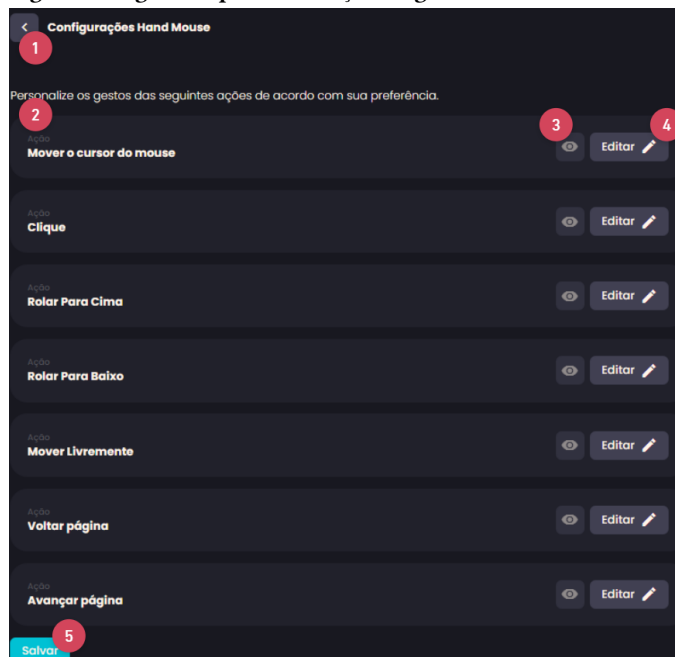 Configurações Hand Mouse
1
Personalize os gestos das seguintes ações de acordo com sua preferência.
2
3
4
Ação
Mover o cursor do mouse
Editar
Ação
Clique
Editar
Ação
Rolar Para Cima
Editar
Ação
Rolar Para Baixo
Editar
Ação
Mover Livremente
Editar
Ação
Voltar página
Editar
Ação
Avançar página
Editar
5
Salvar